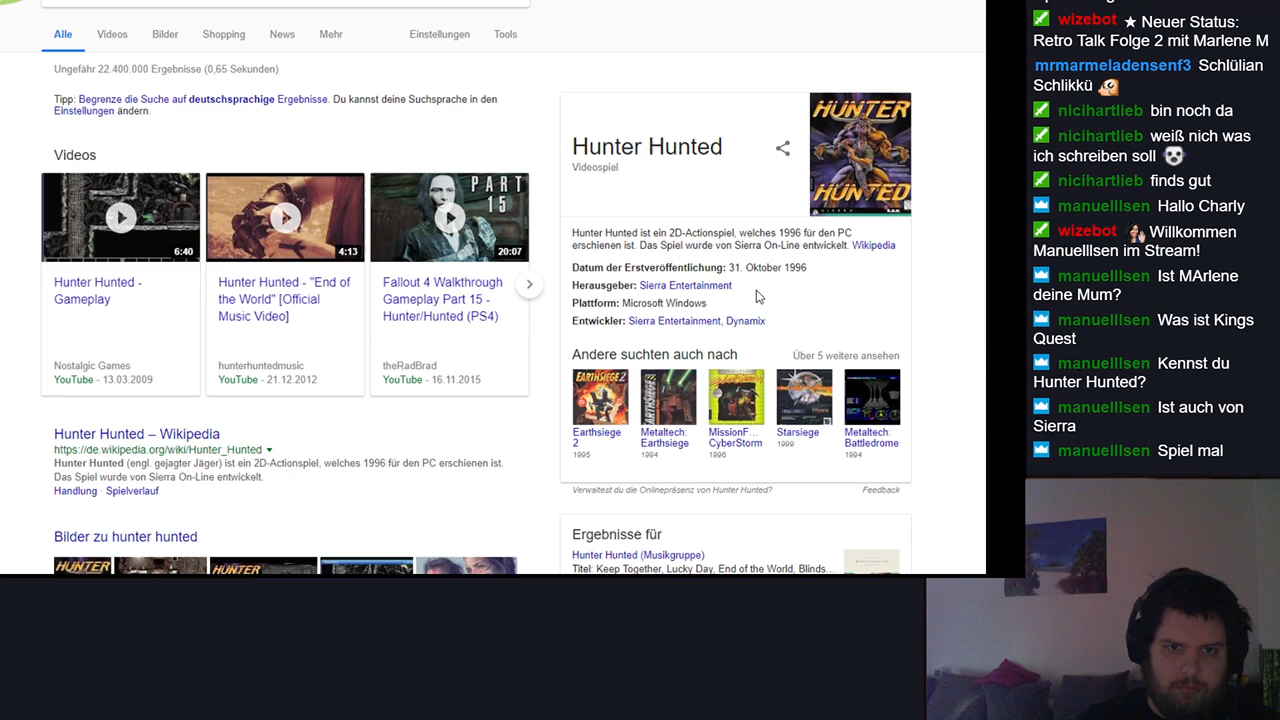 Alle Videos Bilder Shopping News Mehr Einstellungen Tools
Ungefähr 22.400.000 Ergebnisse (0,65 Sekunden)
Tipp: Begrenze die Suche auf deutschsprachige Ergebnisse. Du kannst deine Suchsprache in den
Einstellungen ändern.
Videos
6:40
Hunter Hunted -
Gameplay
Nostalgic Games
YouTube - 13.03.2009
4:13
Hunter Hunted - "End of
the World" [Official
Music Video]
hunterhuntedmusic
YouTube - 21.12.2012
PART
15
20:07
Fallout 4 Walkthrough
Gameplay Part 15 -
Hunter/Hunted (PS4)
theRadBrad
YouTube - 16.11.2015
Hunter Hunted – Wikipedia
https://de.wikipedia.org/wiki/Hunter_Hunted
Hunter Hunted (engl. gejagter Jäger) ist ein 2D-Actionspiel, welches 1996 für den PC erschienen ist.
Das Spiel wurde von Sierra On-Line entwickelt.
Handlung · Spielverlauf
Bilder zu hunter hunted
HUNTER
HUNTER
Hunter Hunted
Videospiel
HUNTER
HUNTED
Hunter Hunted ist ein 2D-Actionspiel, welches 1996 für den PC
erschienen ist. Das Spiel wurde von Sierra On-Line entwickelt. Wikipedia
Datum der Erstveröffentlichung: 31. Oktober 1996
Herausgeber: Sierra Entertainment
Plattform: Microsoft Windows
Entwickler: Sierra Entertainment, Dynamix
Andere suchten auch nach Über 5 weitere ansehen
Earthsiege
2
1995
Metaltech:
Earthsiege
1994
MissionF…
CyberStorm
1996
Starsiege
1999
Metaltech:
Battledrome
1994
Verwaltest du die Onlinepräsenz von Hunter Hunted? Feedback
Ergebnisse für
Hunter Hunted (Musikgruppe)
Titel: Keep Together, Lucky Day, End of the World, Blinds…
wizebot ★ Neuer Status:
Retro Talk Folge 2 mit Marlene M
mrmarmeladensenf3 Schlülian
Schlikkü
nicihartlieb bin noch da
nicihartlieb weiß nich was
ich schreiben soll
nicihartlieb finds gut
manuelllsen Hallo Charly
wizebot Willkommen
Manuelllsen im Stream!
manuelllsen Ist MArlene
deine Mum?
manuelllsen Was ist Kings
Quest
manuelllsen Kennst du
Hunter Hunted?
manuelllsen Ist auch von
Sierra
manuelllsen Spiel mal